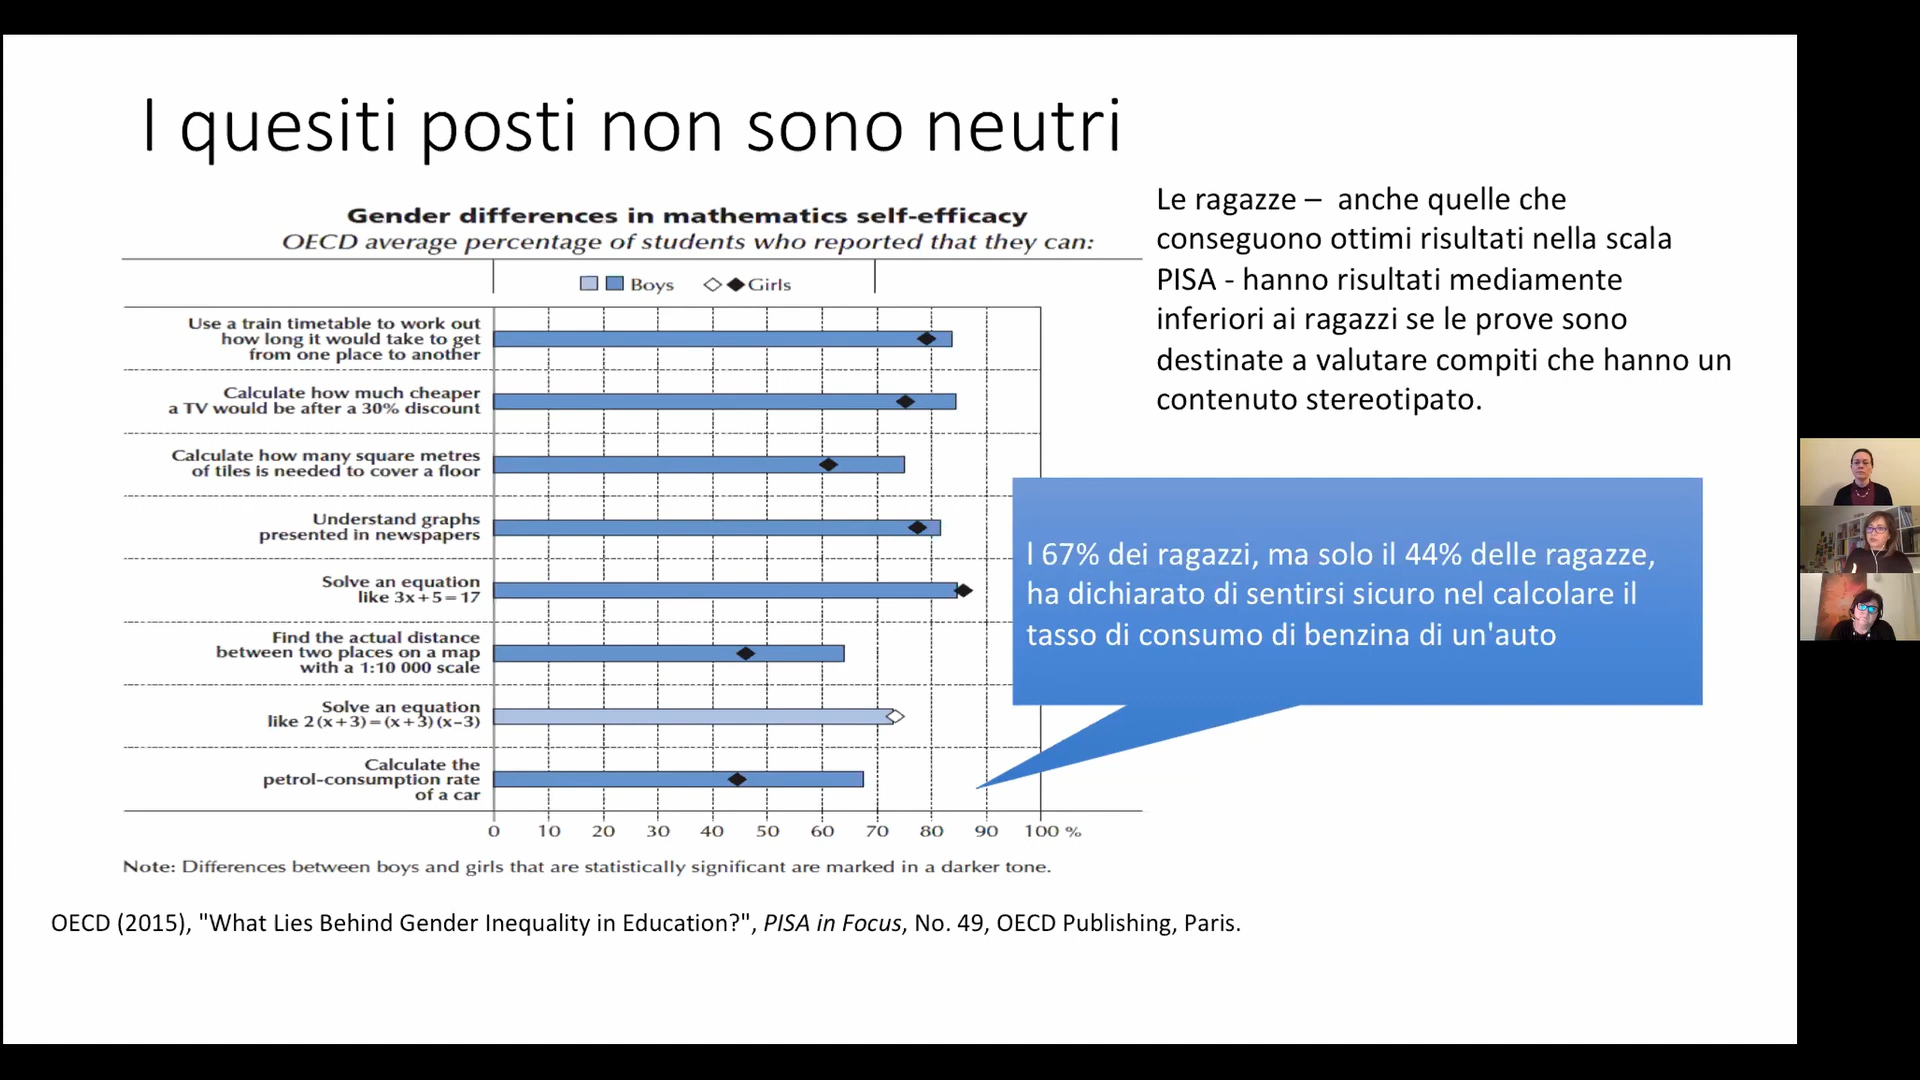 I quesiti posti non sono neutri
Gender differences in mathematics self-efficacy
OECD average percentage of students who reported that they can:
Boys
Girls
Use a train timetable to work out
how long it would take to get
from one place to another
Calculate how much cheaper
a TV would be after a 30% discount
Calculate how many square metres
of tiles is needed to cover a floor
Understand graphs
presented in newspapers
Solve an equation
like 3x+5=17
Find the actual distance
between two places on a map
with a 1:10 000 scale
Solve an equation
like 2(x+3)=(x+3)(x–3)
Calculate the
petrol-consumption rate
of a car
0 10 20 30 40 50 60 70 80 90 100 %
Note: Differences between boys and girls that are statistically significant are marked in a darker tone.
Le ragazze – anche quelle che
conseguono ottimi risultati nella scala
PISA - hanno risultati mediamente
inferiori ai ragazzi se le prove sono
destinate a valutare compiti che hanno un
contenuto stereotipato.
l 67% dei ragazzi, ma solo il 44% delle ragazze,
ha dichiarato di sentirsi sicuro nel calcolare il
tasso di consumo di benzina di un'auto
OECD (2015), "What Lies Behind Gender Inequality in Education?", PISA in Focus, No. 49, OECD Publishing, Paris.